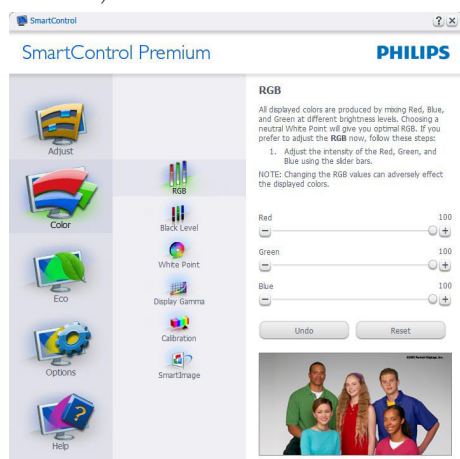 SmartControl
SmartControl Premium
PHILIPS
Adjust
Color
Eco
Options
Help
RGB
Black Level
White Point
Display Gamma
Calibration
SmartImage
RGB
All displayed colors are produced by mixing Red, Blue,
and Green at different brightness levels. Choosing a
neutral White Point will give you optimal RGB. If you
prefer to adjust the RGB now, follow these steps:
1. Adjust the intensity of the Red, Green, and
Blue using the slider bars.
NOTE: Changing the RGB values can adversely effect
the displayed colors.
Red 100
Green 100
Blue 100
Undo Reset